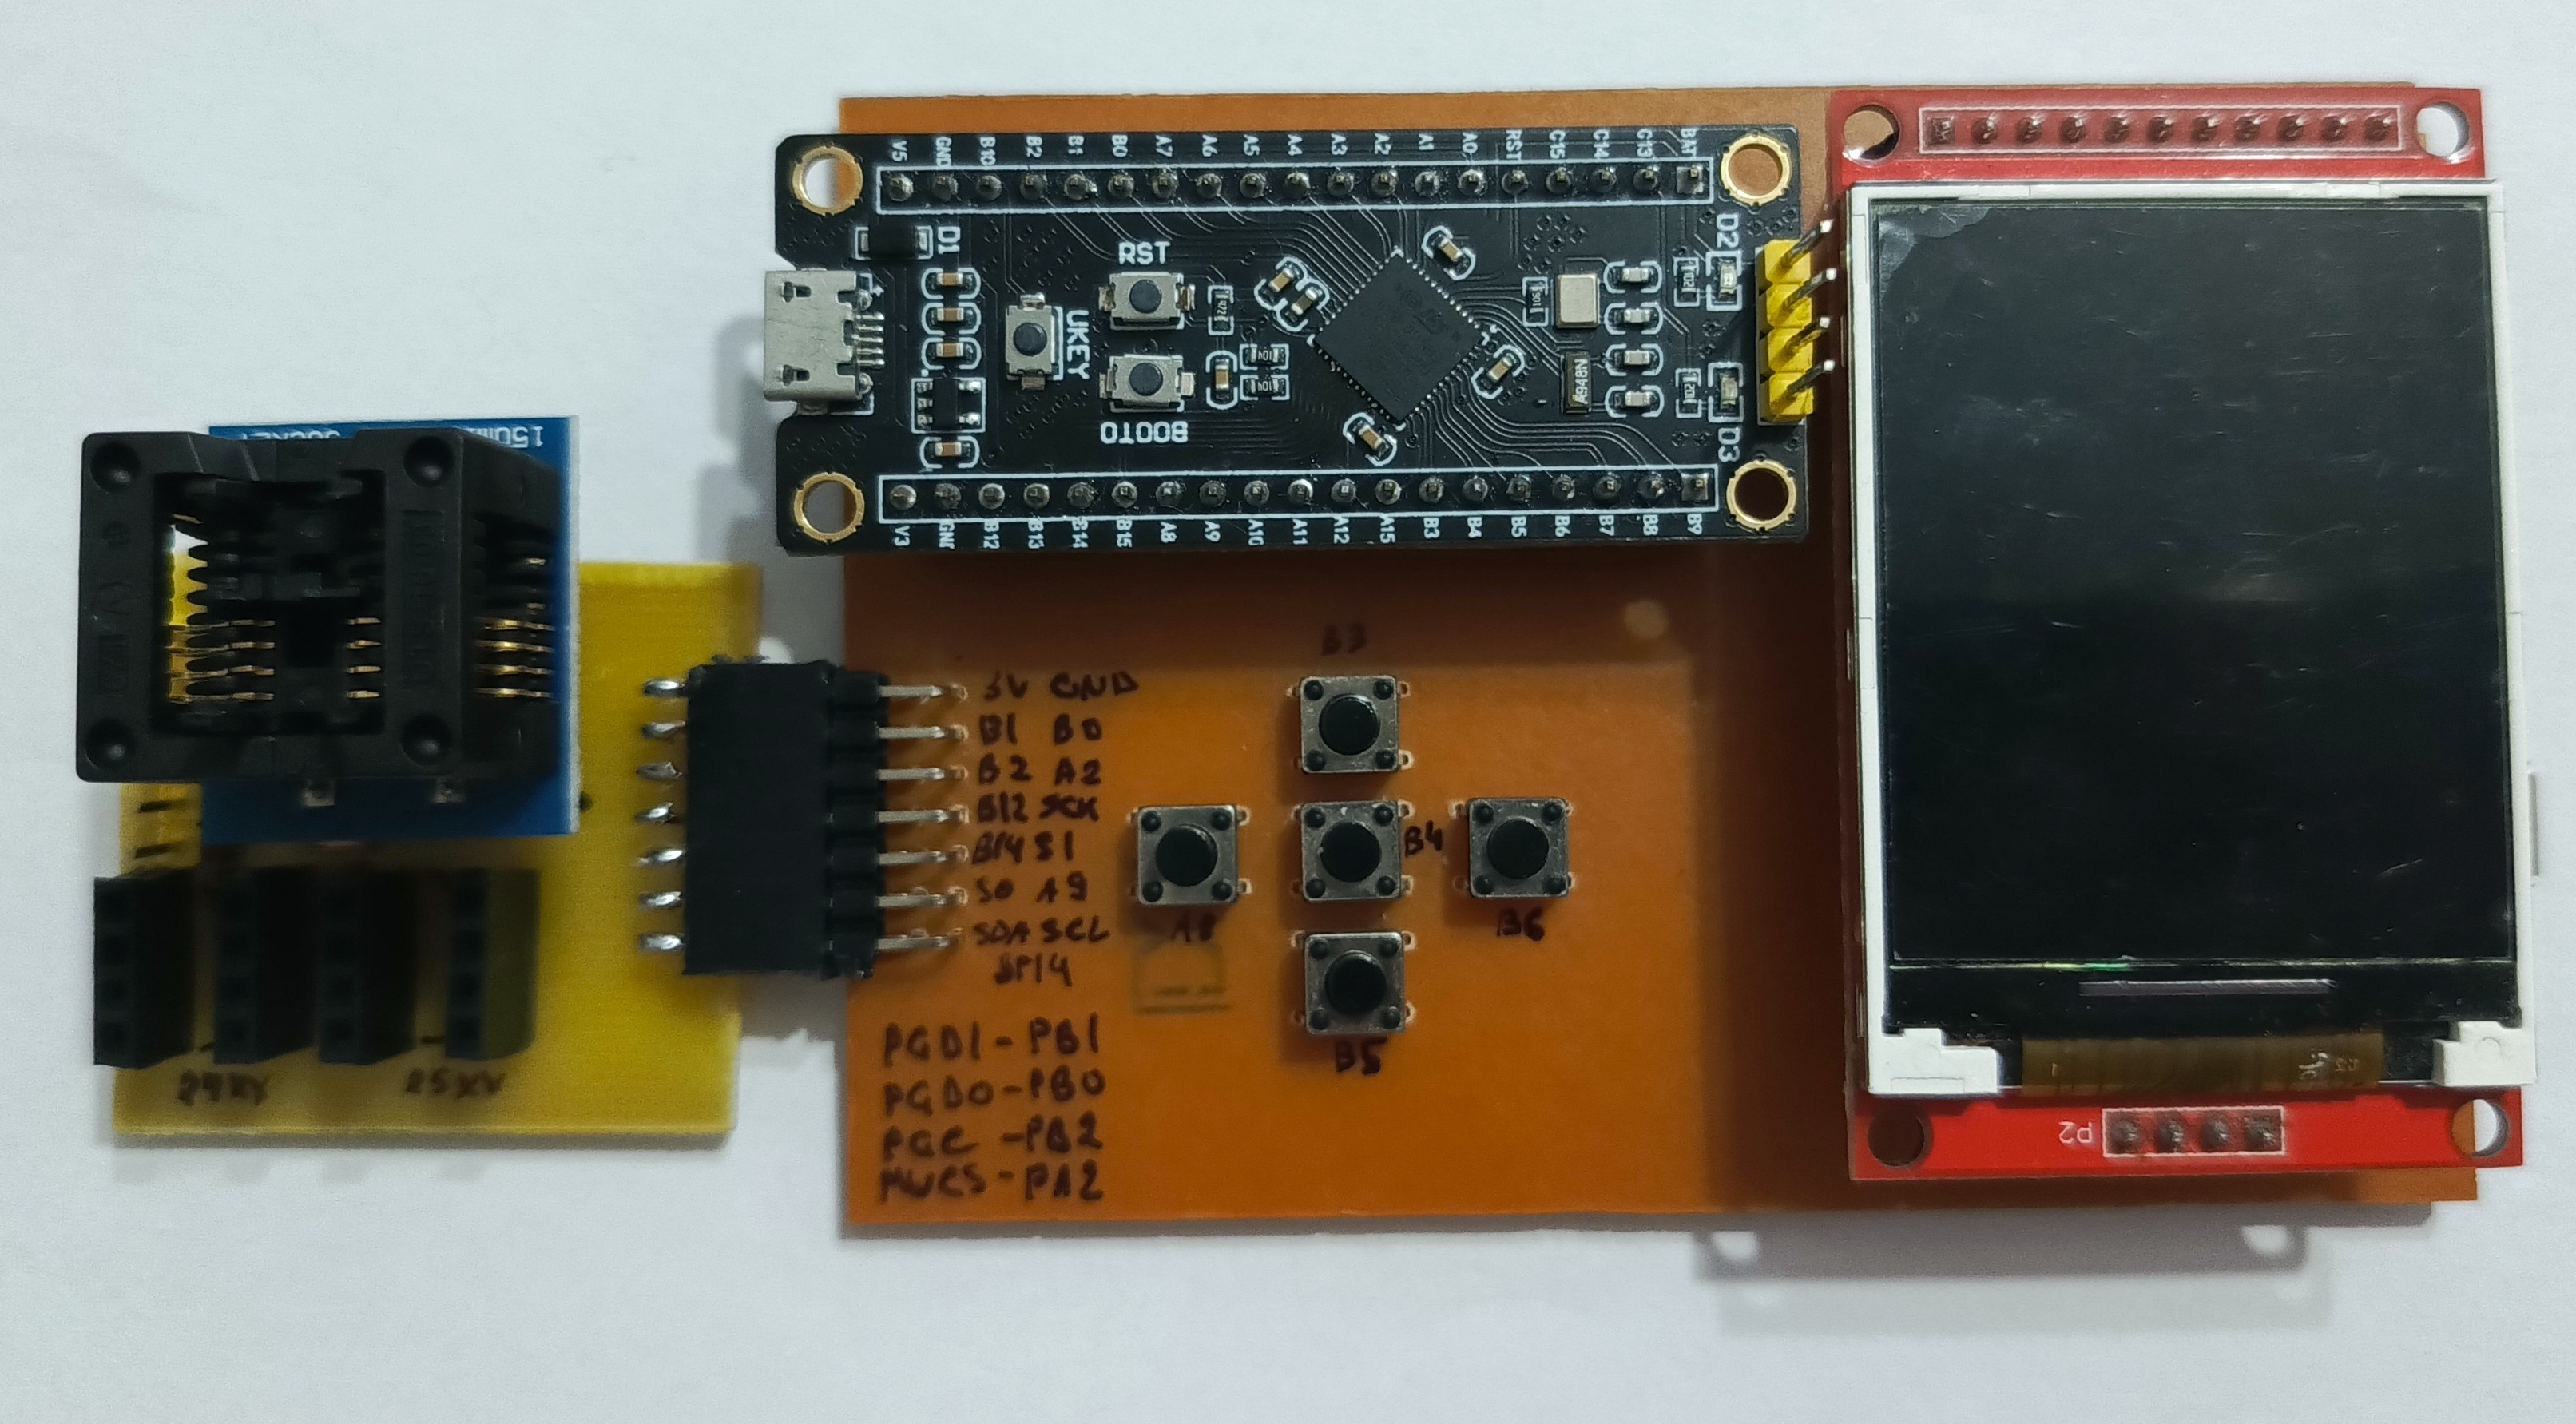 V5 GND B10 B2 B1 B0 A7 A6 A5 A4 A3 A2 A1 A0 RST C15 C14 C13 BAT
D1
RST
UKEY
BOOT0
D2
D3
A948N
V3 GND B12 B13 B14 B15 A8 A9 A10 A11 A12 A15 B3 B4 B5 B6 B7 B8 B9
B3
3V GND
B1 B0
B2 A2
B12 SCK
B14 SI
SO A9
SDA SCL
SPI4
B4
A8
B6
B5
PGD1-PB1
PGD0-PB0
PGC -PB2
MWCS-PA2
24XX
25XX
P2